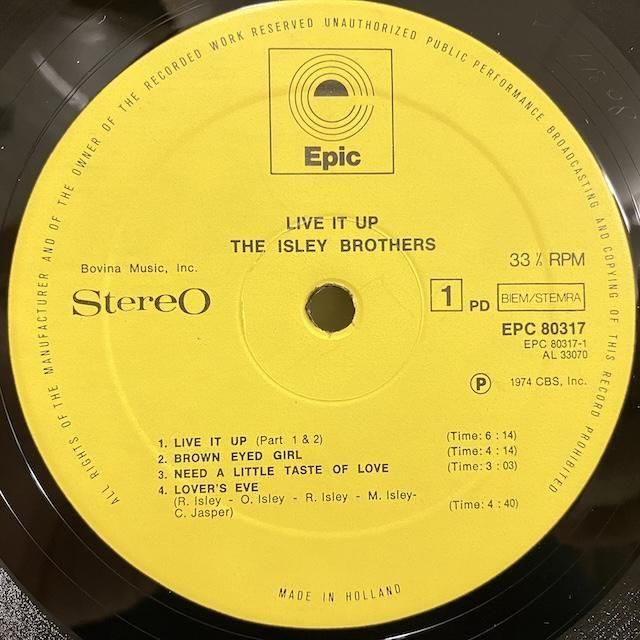 ALL RIGHTS OF THE MANUFACTURER AND OF THE OWNER OF THE RECORDED WORK RESERVED UNAUTHORIZED PUBLIC PERFORMANCE BROADCASTING AND COPYING OF THIS RECORD PROHIBITED
Epic
LIVE IT UP
THE ISLEY BROTHERS
Bovina Music, Inc.
Stereo
33⅓ RPM
1 PD BIEM/STEMRA
EPC 80317
EPC 80317-1
AL 33070
Ⓟ 1974 CBS, Inc.
1. LIVE IT UP (Part 1 & 2) (Time: 6 : 14)
2. BROWN EYED GIRL (Time: 4 : 14)
3. NEED A LITTLE TASTE OF LOVE (Time: 3 : 03)
4. LOVER'S EVE
(R. Isley - O. Isley - R. Isley - M. Isley-
C. Jasper) (Time: 4 : 40)
MADE IN HOLLAND